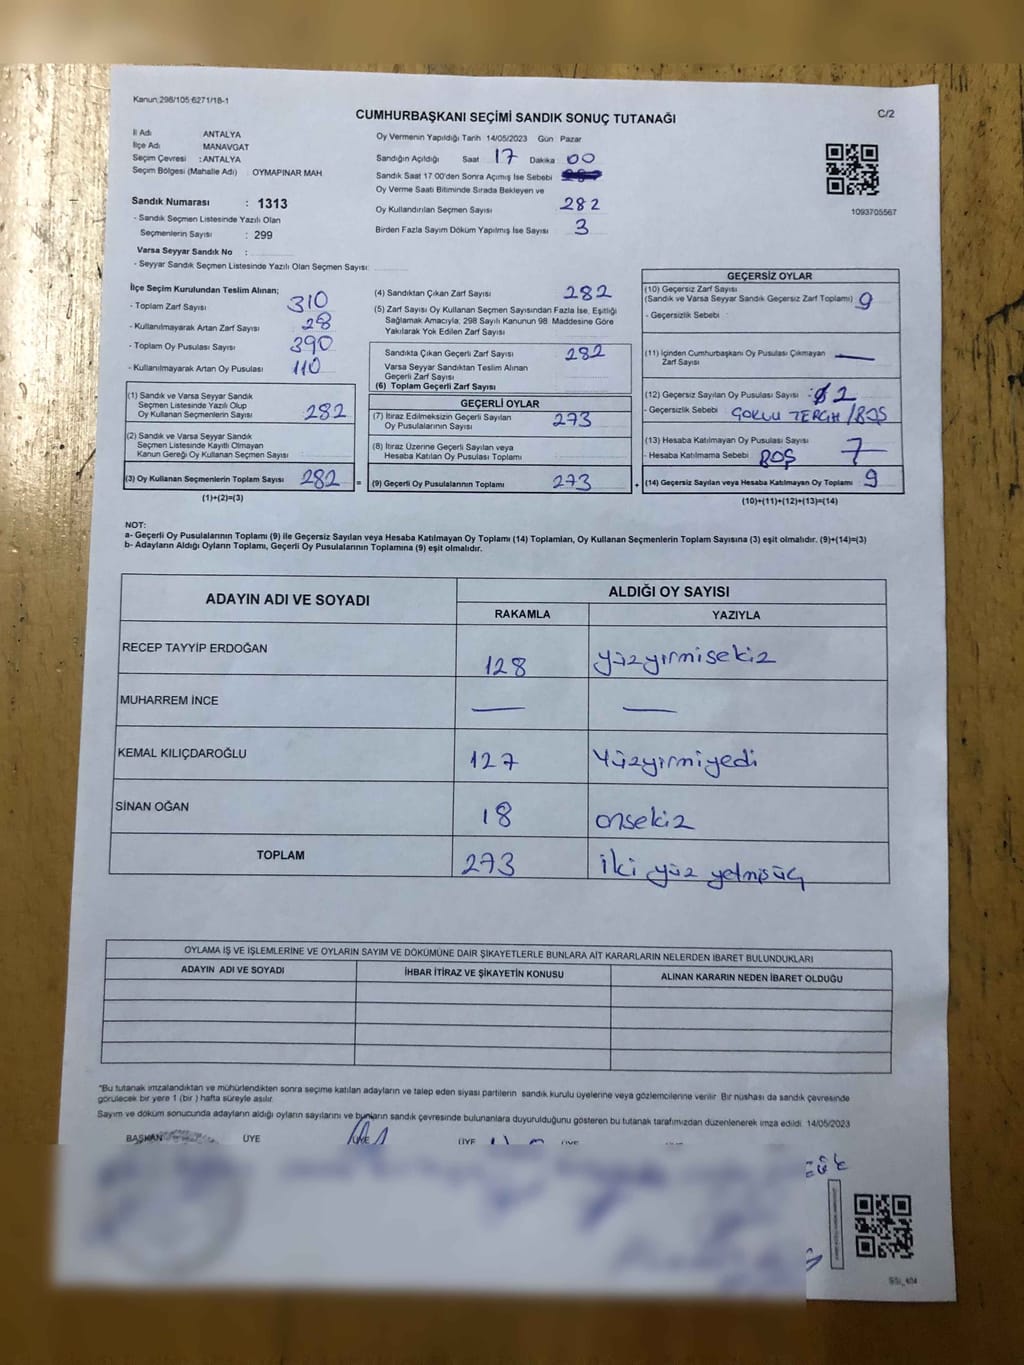 Kanun;298/105 6271/18-1
CUMHURBAŞKANI SEÇİMİ SANDIK SONUÇ TUTANAĞI
C/2
İl Adı ANTALYA
İlçe Adı MANAVGAT
Seçim Çevresi : ANTALYA
Seçim Bölgesi (Mahalle Adı) OYMAPINAR MAH
Sandık Numarası : 1313
- Sandık Seçmen Listesinde Yazılı Olan
Seçmenlerin Sayısı : 299
Varsa Seyyar Sandık No :
- Seyyar Sandık Seçmen Listesinde Yazılı Olan Seçmen Sayısı:
Oy Vermenin Yapıldığı Tarih 14/05/2023 Gün Pazar
Sandığın Açıldığı Saat 17 Dakika 00
Sandık Saat 17 00'den Sonra Açımış İse Sebebi
Oy Verme Saati Bitiminde Sırada Bekleyen ve
Oy Kullandırılan Seçmen Sayısı 282
Birden Fazla Sayım Döküm Yapılmış İse Sayısı 3
1093705567
İlçe Seçim Kurulundan Teslim Alınan;
- Toplam Zarf Sayısı 310
- Kullanılmayarak Artan Zarf Sayısı 28
- Toplam Oy Pusulası Sayısı 390
- Kullanılmayarak Artan Oy Pusulası 110
(1) Sandık ve Varsa Seyyar Sandık
Seçmen Listesinde Yazılı Olup
Oy Kullanan Seçmenlerin Sayısı 282
(2) Sandık ve Varsa Seyyar Sandık
Seçmen Listesinde Kayıtlı Olmayan
Kanun Gereği Oy Kullanan Seçmen Sayısı
(3) Oy Kullanan Seçmenlerin Toplam Sayısı 282 =
(1)+(2)=(3)
(4) Sandıktan Çıkan Zarf Sayısı 282
(5) Zarf Sayısı Oy Kullanan Seçmen Sayısından Fazla İse, Eşitliği
Sağlamak Amacıyla; 298 Sayılı Kanunun 98 Maddesine Göre
Yakılarak Yok Edilen Zarf Sayısı
Sandıkta Çıkan Geçerli Zarf Sayısı 282
Varsa Seyyar Sandıktan Teslim Alınan
Geçerli Zarf Sayısı
(6) Toplam Geçerli Zarf Sayısı
GEÇERLİ OYLAR
(7) İtiraz Edilmeksizin Geçerli Sayılan
Oy Pusulalarının Sayısı 273
(8) İtiraz Üzerine Geçerli Sayılan veya
Hesaba Katılan Oy Pusulası Toplamı
(9) Geçerli Oy Pusulalarının Toplamı 273 +
GEÇERSİZ OYLAR
(10) Geçersiz Zarf Sayısı
(Sandık ve Varsa Seyyar Sandık Geçersiz Zarf Toplamı) 9
- Geçersizlik Sebebi :
(11) İçinden Cumhurbaşkanı Oy Pusulası Çıkmayan —
Zarf Sayısı
(12) Geçersiz Sayılan Oy Pusulası Sayısı : 2
- Geçersizlik Sebebi ÇOKLU TERCİH / BOŞ
(13) Hesaba Katılmayan Oy Pusulası Sayısı 7
- Hesaba Katılmama Sebebi BOŞ
(14) Geçersiz Sayılan veya Hesaba Katılmayan Oy Toplamı 9
(10)+(11)+(12)+(13)=(14)
NOT:
a- Geçerli Oy Pusulalarının Toplamı (9) ile Geçersiz Sayılan veya Hesaba Katılmayan Oy Toplamı (14) Toplamları, Oy Kullanan Seçmenlerin Toplam Sayısına (3) eşit olmalıdır. (9)+(14)=(3)
b- Adayların Aldığı Oyların Toplamı, Geçerli Oy Pusulalarının Toplamına (9) eşit olmalıdır.
ADAYIN ADI VE SOYADI ALDIĞI OY SAYISI
RAKAMLA YAZIYLA
RECEP TAYYİP ERDOĞAN 128 yüzyirmisekiz
MUHARREM İNCE — —
KEMAL KILIÇDAROĞLU 127 Yüzyirmiyedi
SİNAN OĞAN 18 onsekiz
TOPLAM 273 iki yüz yetmişüç
OYLAMA İŞ VE İŞLEMLERİNE VE OYLARIN SAYIM VE DÖKÜMÜNE DAİR ŞİKAYETLERLE BUNLARA AİT KARARLARIN NELERDEN İBARET BULUNDUKLARI
ADAYIN ADI VE SOYADI İHBAR İTİRAZ VE ŞİKAYETİN KONUSU ALINAN KARARIN NEDEN İBARET OLDUĞU
"Bu tutanak imzalandıktan ve mühürlendikten sonra seçime katılan adayların ve talep eden siyasi partilerin sandık kurulu üyelerine veya gözlemcilerine verilir Bir nüshası da sandık çevresinde
görülecek bir yere 1 (bir ) hafta süreyle asılır
Sayım ve döküm sonucunda adayların aldığı oyların sayılarını ve bunların sandık çevresinde bulunanlara duyurulduğunu gösteren bu tutanak tarafımızdan düzenlenerek imza edildi. 14/05/2023
BAŞKAN ÜYE ÜYE ÜYE ÜYE